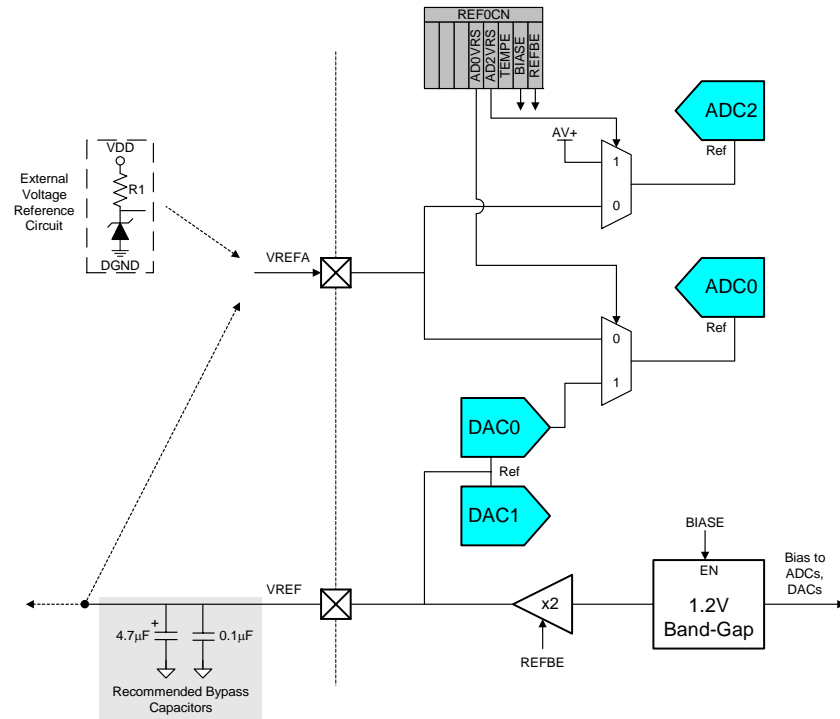 REF0CN
AD0VRS
AD2VRS
TEMPE
BIASE
REFBE
ADC2
Ref
AV+
1
0
VDD
R1
DGND
External
Voltage
Reference
Circuit
VREFA
ADC0
Ref
0
1
DAC0
Ref
DAC1
BIASE
EN
1.2V
Band-Gap
Bias to
ADCs,
DACs
x2
REFBE
VREF
+
4.7µF
0.1µF
Recommended Bypass
Capacitors